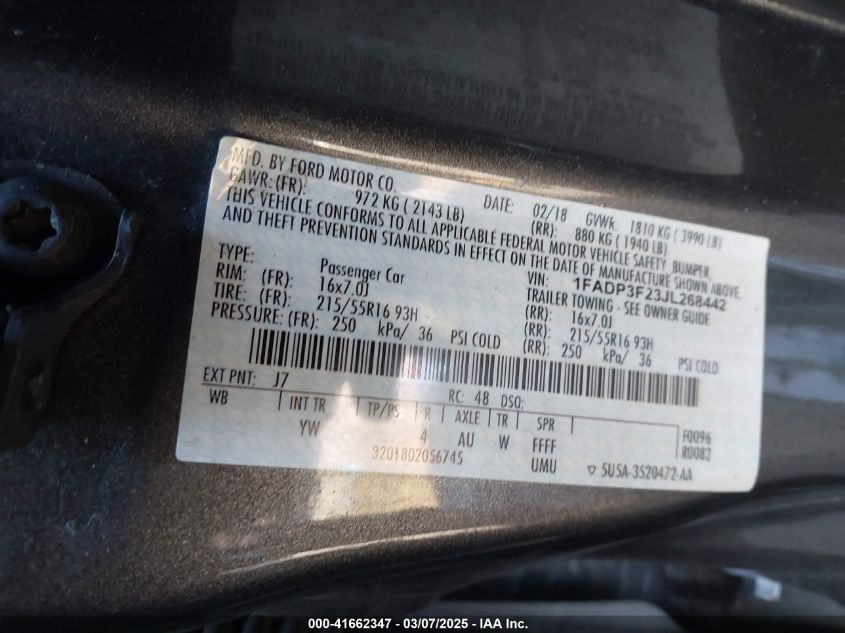 MFD. BY FORD MOTOR CO.
DATE: 02/18 GVWR: 1810 KG ( 3990 LB)
GAWR: (FR): 972 KG ( 2143 LB) (RR): 880 KG ( 1940 LB)
THIS VEHICLE CONFORMS TO ALL APPLICABLE FEDERAL MOTOR VEHICLE SAFETY, BUMPER,
AND THEFT PREVENTION STANDARDS IN EFFECT ON THE DATE OF MANUFACTURE SHOWN ABOVE.
VIN: 1FADP3F23JL268442
TYPE: Passenger Car TRAILER TOWING - SEE OWNER GUIDE
RIM: (FR): 16x7.0J (RR): 16x7.0J
TIRE: (FR): 215/55R16 93H (RR): 215/55R16 93H
PRESSURE: (FR): 250 kPa/ 36 PSI COLD (RR): 250 kPa/ 36 PSI COLD
EXT PNT: J7 RC: 48 DSO:
WB INT TR TP/PS R AXLE TR SPR F0096
YW 4 AU W FFFF R0082
3201802056745 UMU ▽ 5U5A-3520472-AA
000-41662347 - 03/07/2025 - IAA Inc.